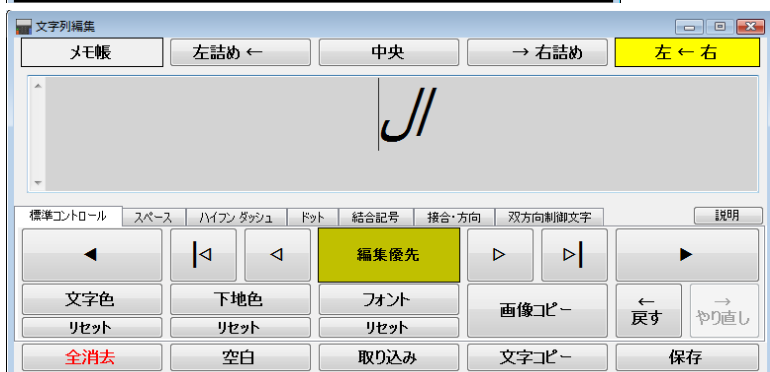 文字列編集
メモ帳 左詰め ← 中央 → 右詰め 左 ← 右
ال
標準コントロール スペース ハイフン ダッシュ ドット 結合記号 接合・方向 双方向制御文字 説明
◀ |◁ ◁ 編集優先 ▷ ▷| ▶
文字色 下地色 フォント 画像コピー ← 戻す → やり直し
リセット リセット リセット
全消去 空白 取り込み 文字コピー 保存